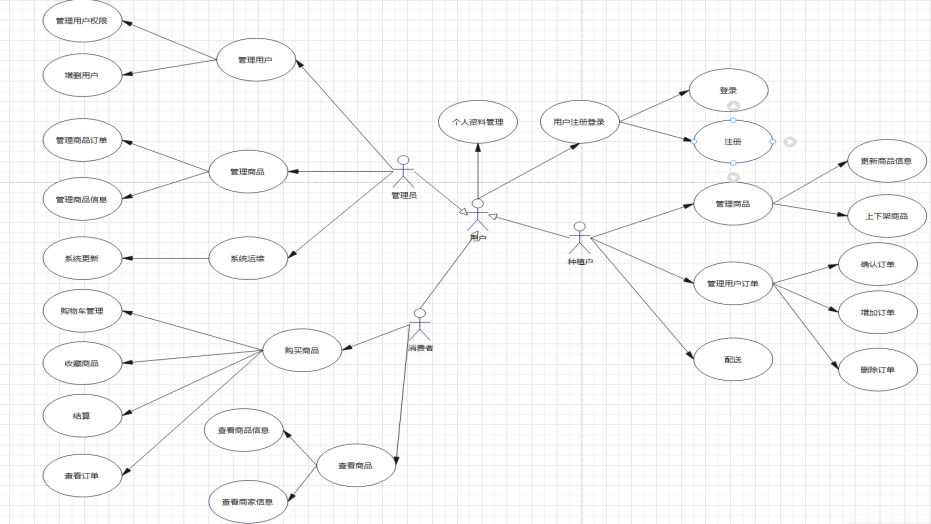 管理用户权限
管理用户
增删用户
管理商品订单
管理商品
管理商品信息
系统更新
系统运维
管理员
个人资料管理
用户注册登录
登录
注册
用户
种植户
管理商品
更新商品信息
上下架商品
管理用户订单
确认订单
增加订单
删除订单
配送
消费者
购物车管理
购买商品
收藏商品
结算
查看订单
查看商品信息
查看商品
查看商家信息